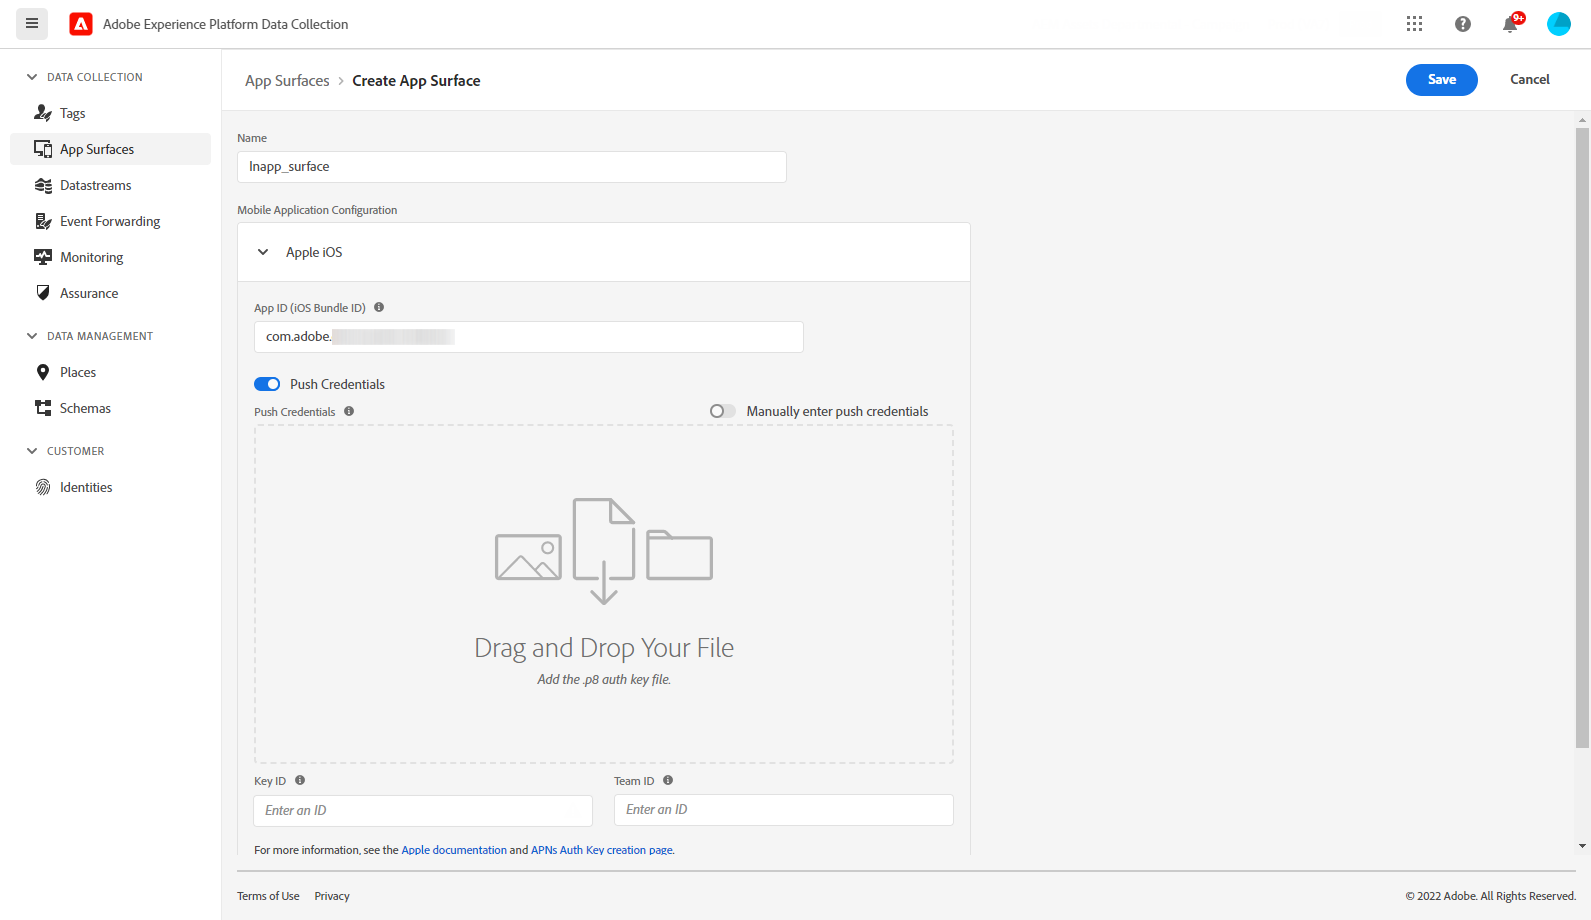 Adobe Experience Platform Data Collection
9+
DATA COLLECTION
Tags
App Surfaces
Datastreams
Event Forwarding
Monitoring
Assurance
DATA MANAGEMENT
Places
Schemas
CUSTOMER
Identities
App Surfaces > Create App Surface
Save
Cancel
Name
Inapp_surface
Mobile Application Configuration
Apple iOS
App ID (iOS Bundle ID)
com.adobe.
Push Credentials
Push Credentials
Manually enter push credentials
Drag and Drop Your File
Add the .p8 auth key file.
Key ID
Team ID
Enter an ID
Enter an ID
For more information, see the Apple documentation and APNs Auth Key creation page.
Terms of Use
Privacy
© 2022 Adobe. All Rights Reserved.